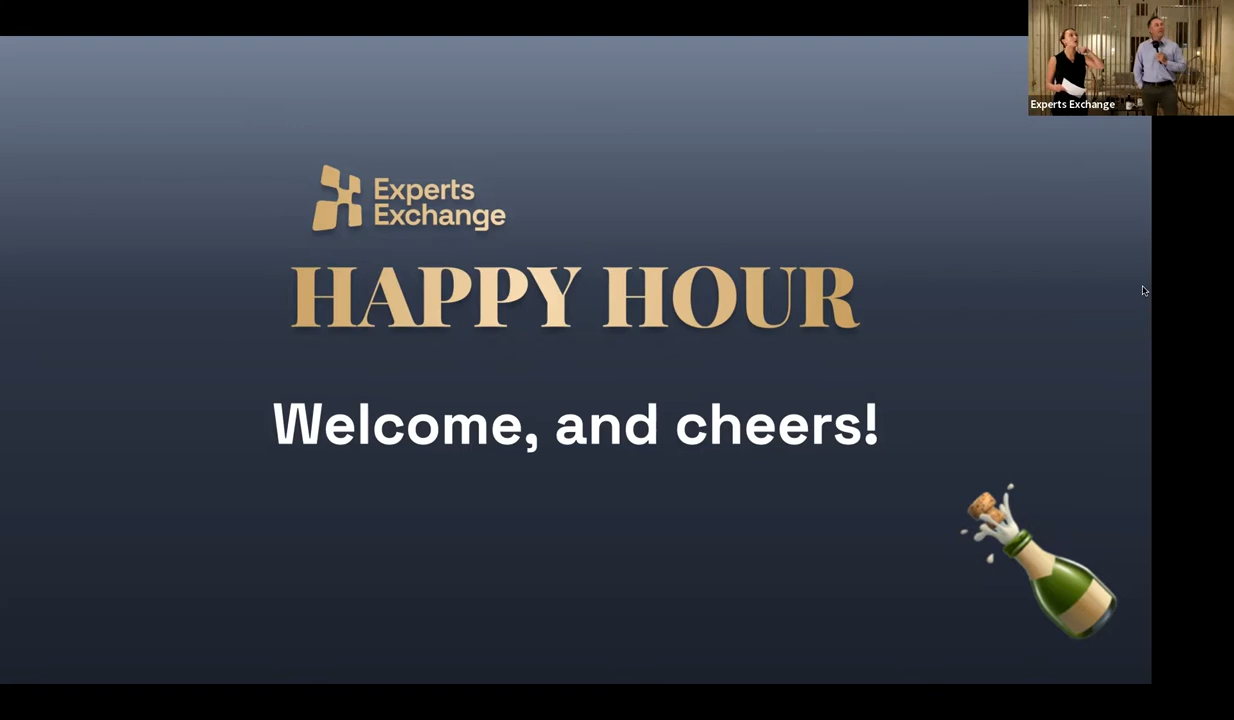 Experts Exchange
Experts
Exchange
HAPPY HOUR
Welcome, and cheers!